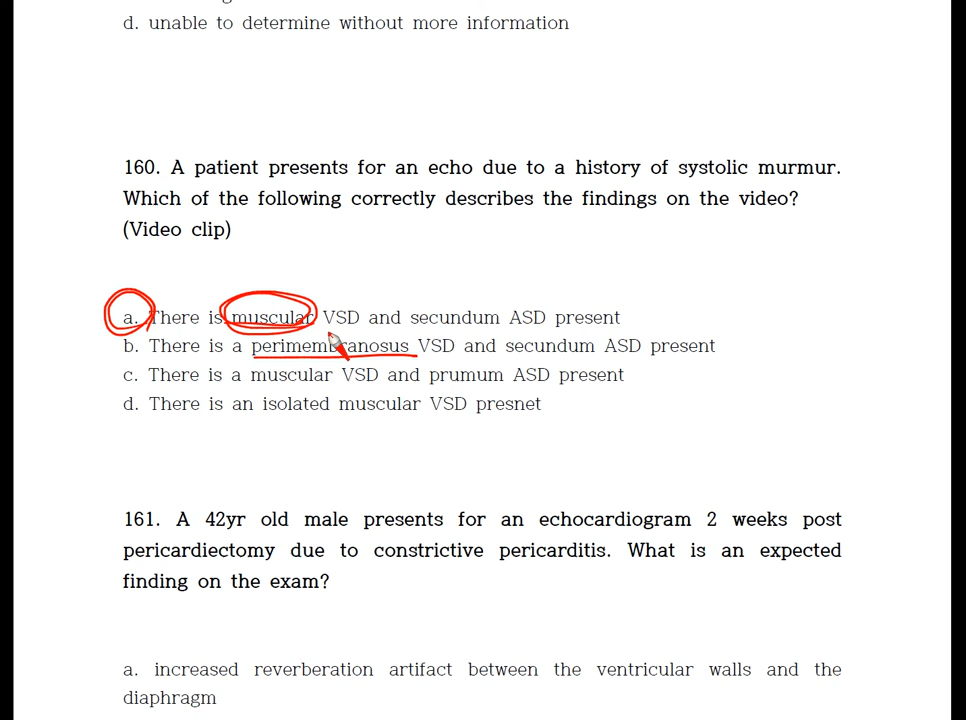 d. unable to determine without more information
160. A patient presents for an echo due to a history of systolic murmur.
Which of the following correctly describes the findings on the video?
(Video clip)
a. There is muscular VSD and secundum ASD present
b. There is a perimembranosus VSD and secundum ASD present
c. There is a muscular VSD and prumum ASD present
d. There is an isolated muscular VSD presnet
161. A 42yr old male presents for an echocardiogram 2 weeks post
pericardiectomy due to constrictive pericarditis. What is an expected
finding on the exam?
a. increased reverberation artifact between the ventricular walls and the
diaphragm